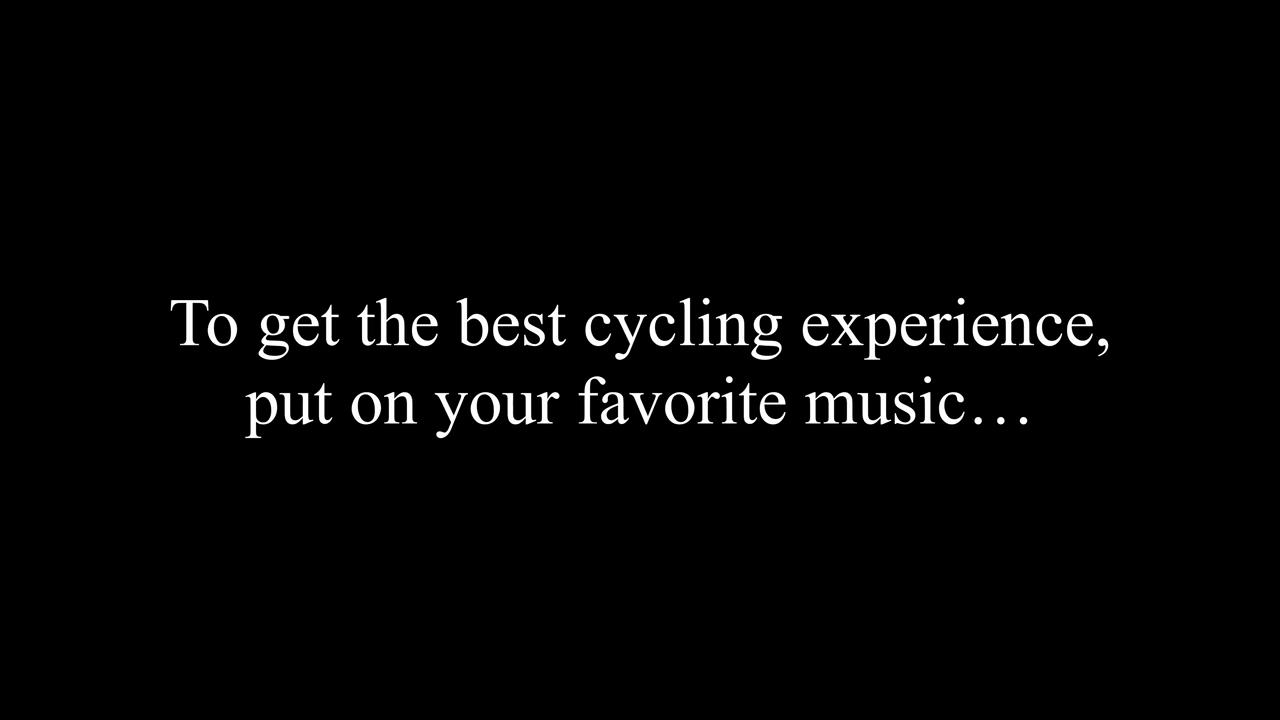 To get the best cycling experience,
put on your favorite music…